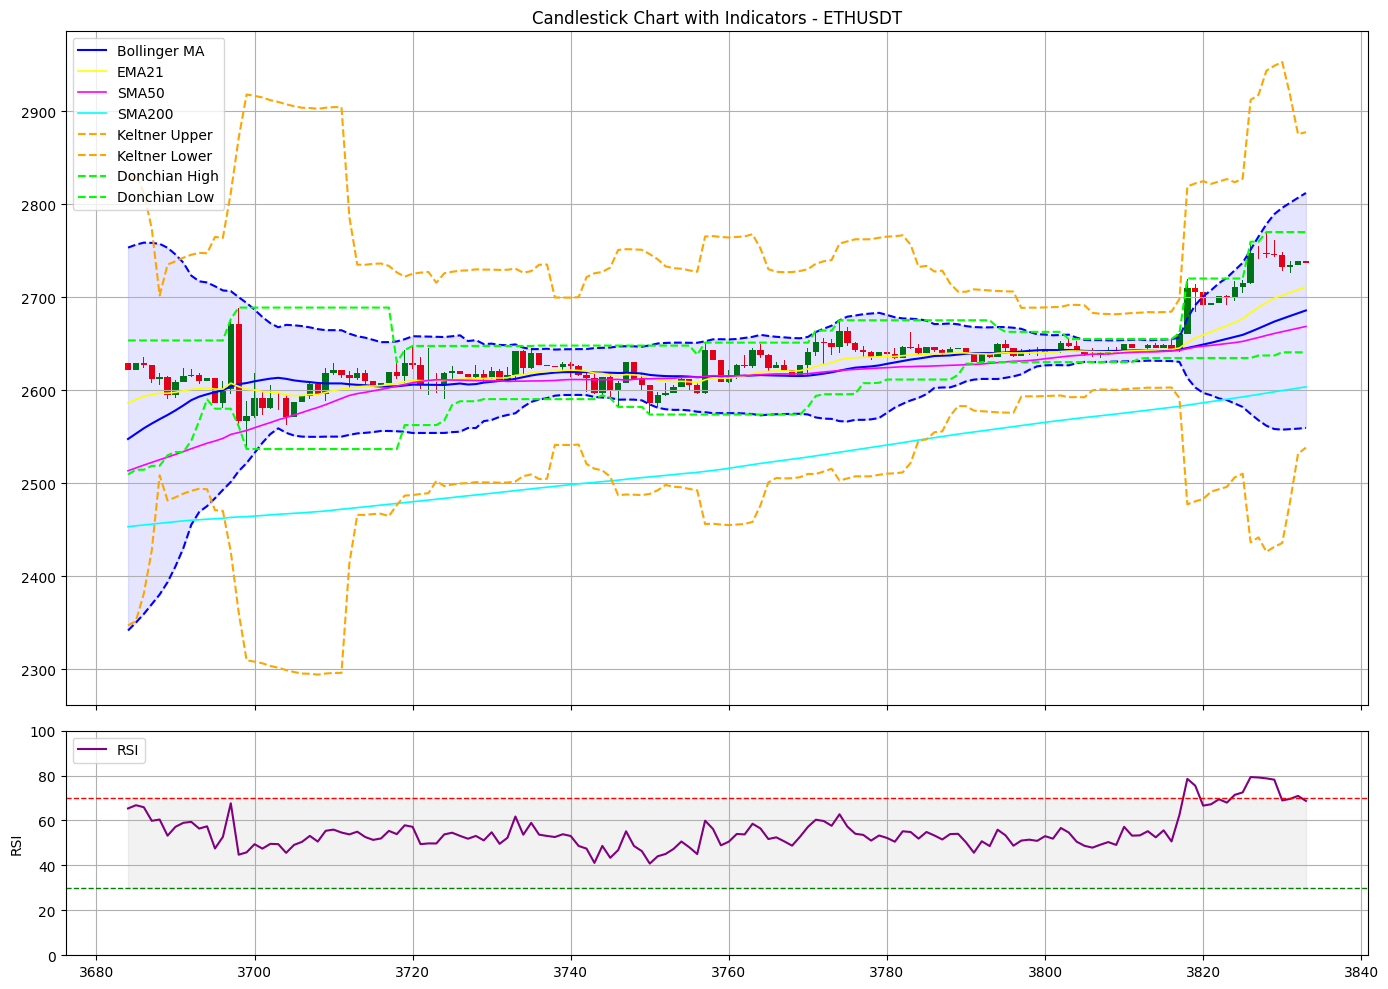 Candlestick Chart with Indicators - ETHUSDT
Bollinger MA
EMA21
SMA50
SMA200
Keltner Upper
Keltner Lower
Donchian High
Donchian Low
2900
2800
2700
2600
2500
2400
2300
RSI
100
80
60
40
20
0
RSI
3680
3700
3720
3740
3760
3780
3800
3820
3840